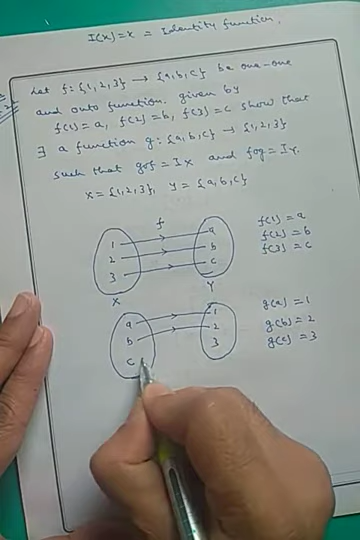 I(x)=x = Identity function.
Let f: {1,2,3} → {a,b,c} be one-one
and onto function. given by
f(1) = a, f(2) = b, f(3) = c show that
∃ a function g: {a,b,c} → {1,2,3}
such that gof = Ix and fog = Iy.
X = {1,2,3}, Y = {a,b,c}
f
1 a
2 b
3 c
X Y
f(1) = a
f(2) = b
f(3) = c
a 1
b 2
c 3
g(a) = 1
g(b) = 2
g(c) = 3